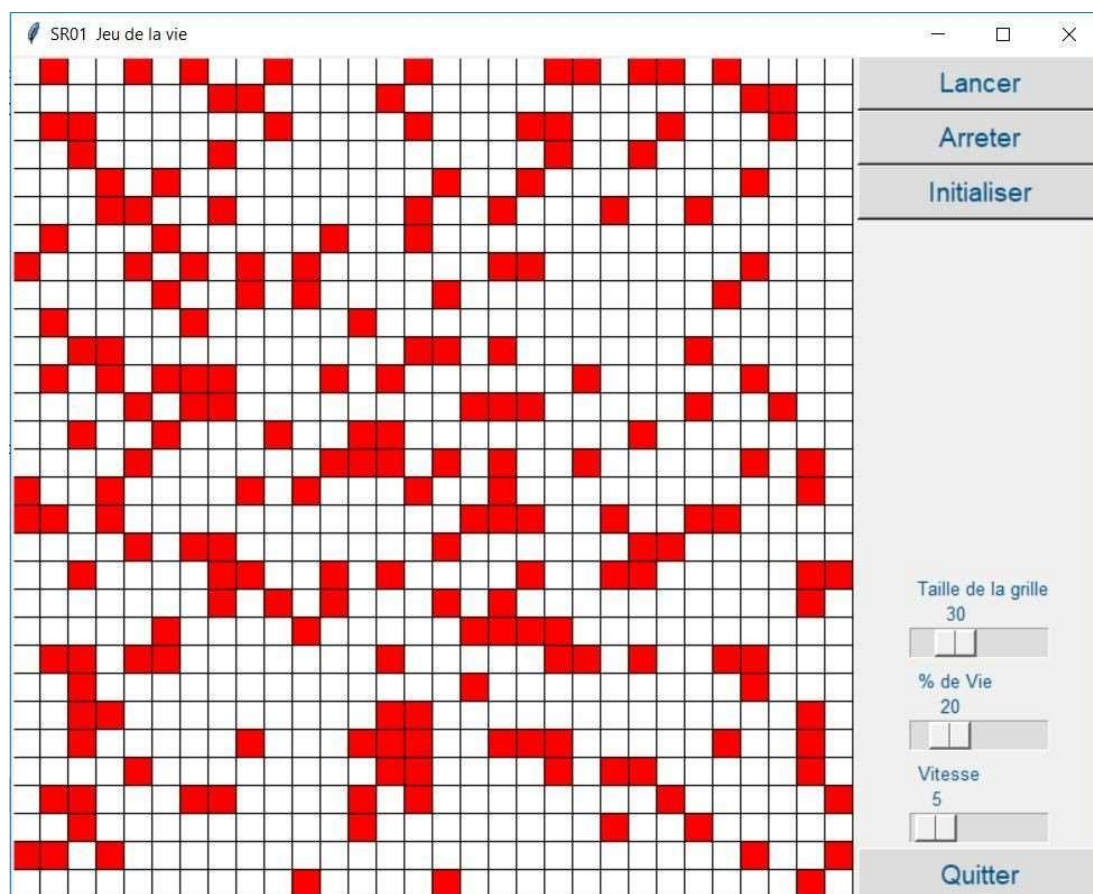 SR01 Jeu de la vie
Lancer
Arreter
Initialiser
Taille de la grille
30
% de Vie
20
Vitesse
5
Quitter